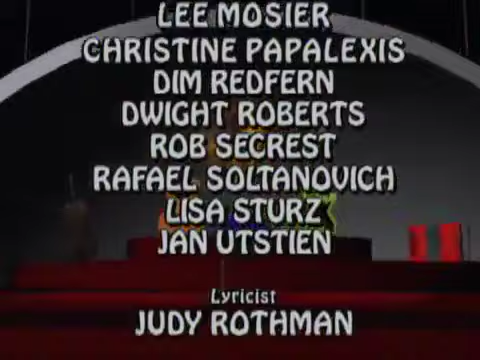 LEE MOSIER
CHRISTINE PAPALEXIS
DIM REDFERN
DWIGHT ROBERTS
ROB SECREST
RAFAEL SOLTANOVICH
LISA STURZ
JAN UTSTIEN
Lyricist
JUDY ROTHMAN